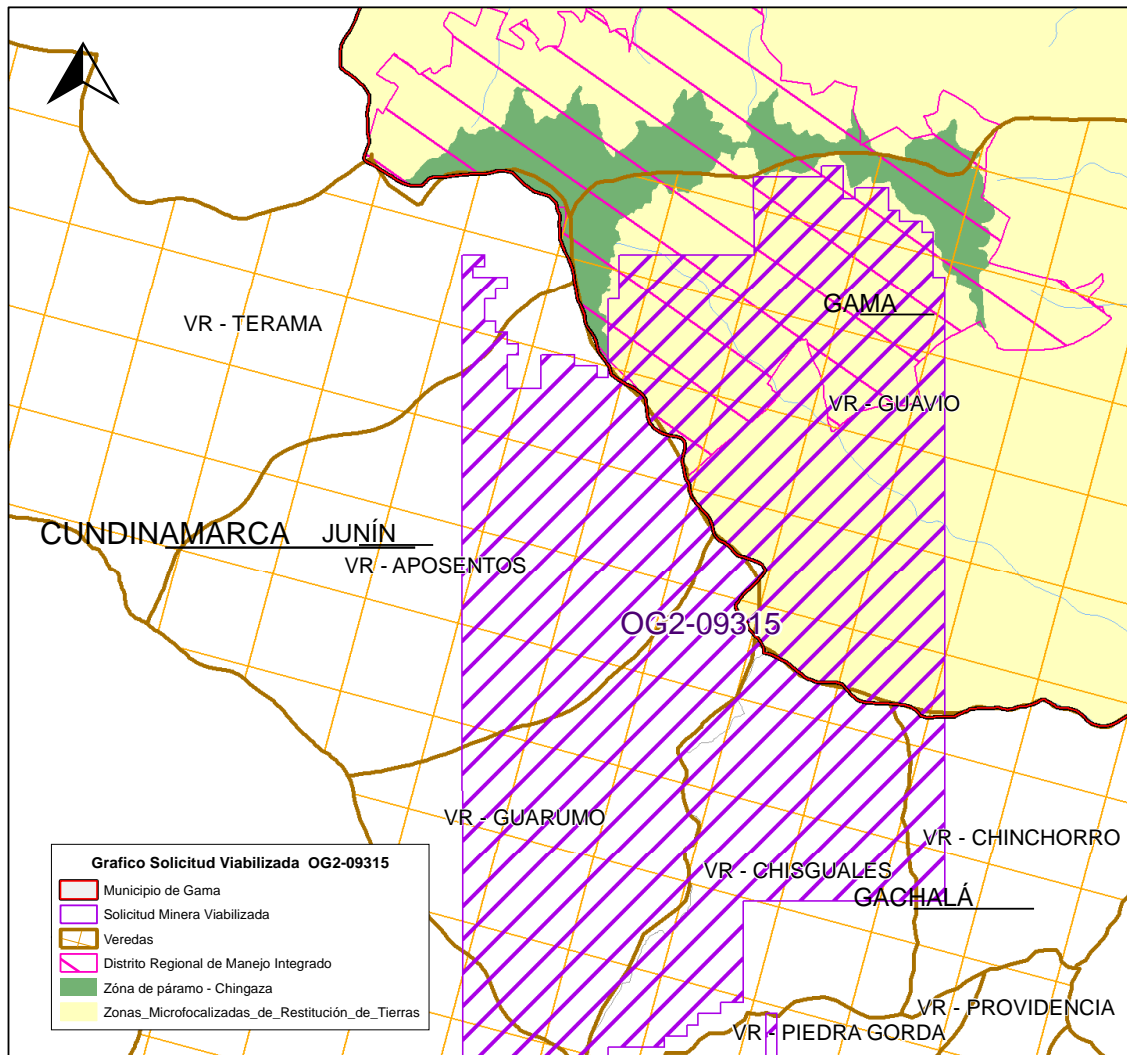 GAMA
VR - TERAMA
VR - GUAVIO
CUNDINAMARCA
JUNÍN
VR - APOSENTOS
OG2-09315
VR - GUARUMO
VR - CHINCHORRO
VR - CHISGUALES
GACHALÁ
VR - PROVIDENCIA
VR - PIEDRA GORDA
Grafico Solicitud Viabilizada OG2-09315
Municipio de Gama
Solicitud Minera Viabilizada
Veredas
Distrito Regional de Manejo Integrado
Zóna de páramo - Chingaza
Zonas_Microfocalizadas_de_Restitución_de_Tierras